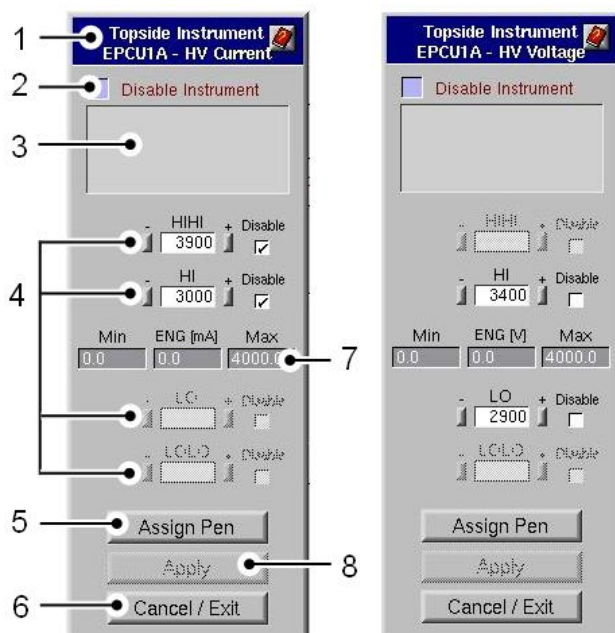 1
Topside Instrument
EPCU1A - HV Current
2
Disable Instrument
3
4
- HIHI + Disable
3900
- HI + Disable
3000
Min ENG [mA] Max
0.0 0.0 4000.0
7
- LO + Disable
- LOLO + Disable
5
Assign Pen
Apply
8
6
Cancel / Exit
Topside Instrument
EPCU1A - HV Voltage
Disable Instrument
- HIHI + Disable
- HI + Disable
3400
Min ENG [V] Max
0.0 0.0 4000.0
- LO + Disable
2900
- LOLO + Disable
Assign Pen
Apply
Cancel / Exit